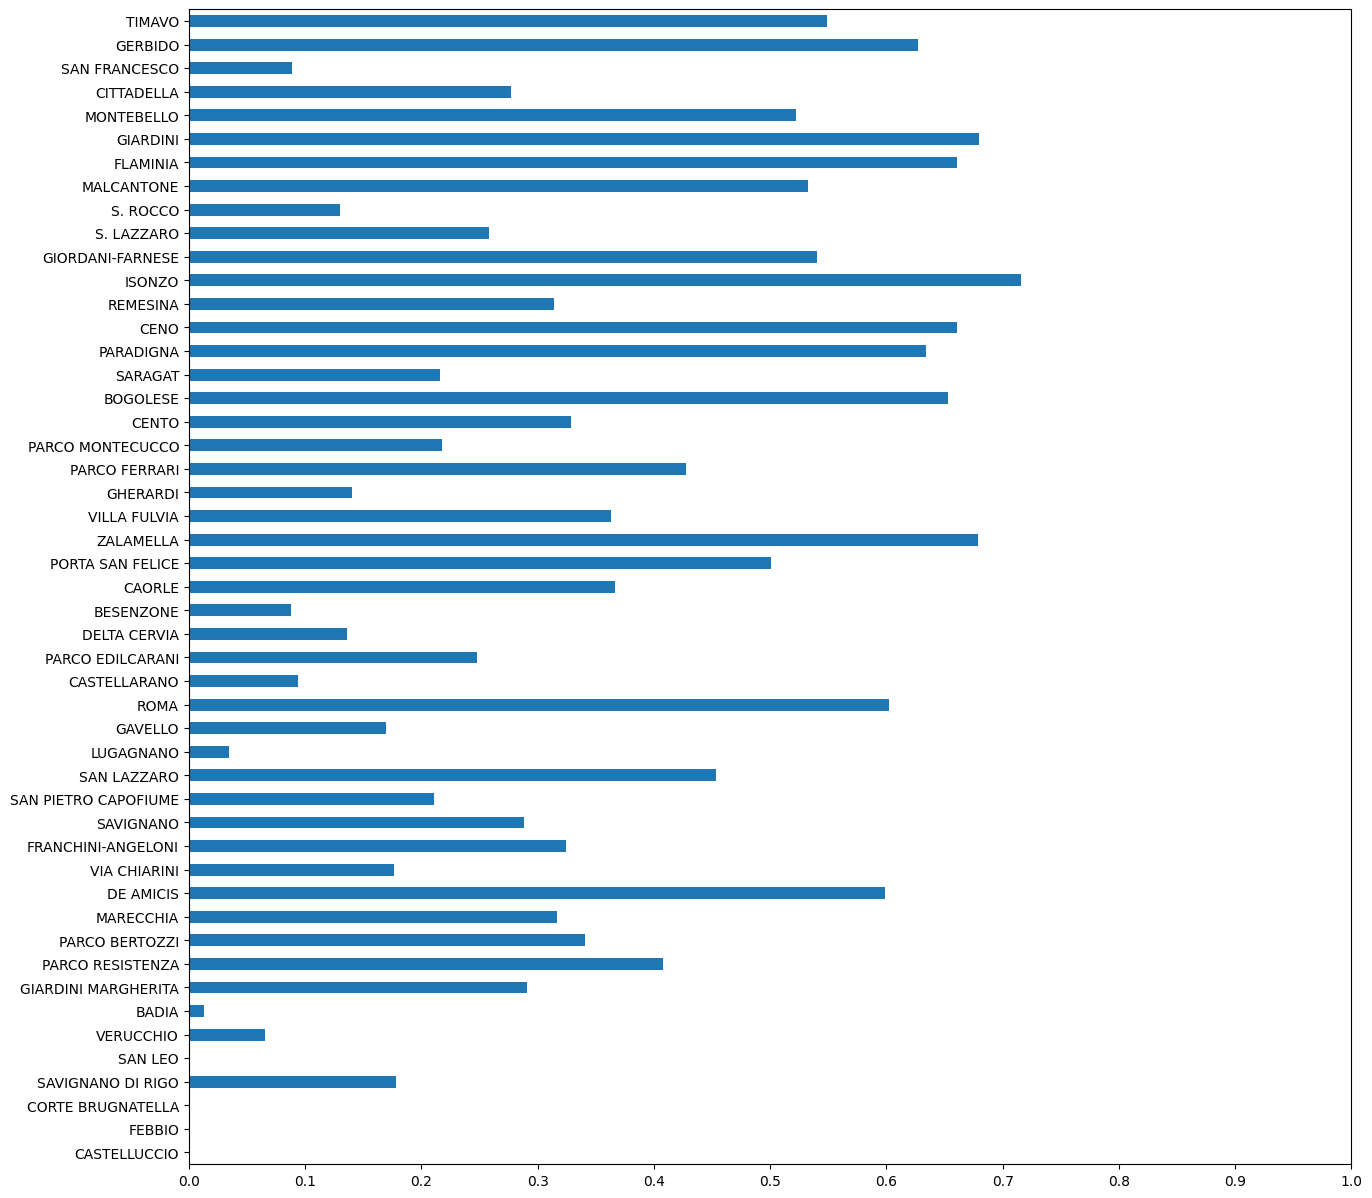 TIMAVO
GERBIDO
SAN FRANCESCO
CITTADELLA
MONTEBELLO
GIARDINI
FLAMINIA
MALCANTONE
S. ROCCO
S. LAZZARO
GIORDANI-FARNESE
ISONZO
REMESINA
CENO
PARADIGNA
SARAGAT
BOGOLESE
CENTO
PARCO MONTECUCCO
PARCO FERRARI
GHERARDI
VILLA FULVIA
ZALAMELLA
PORTA SAN FELICE
CAORLE
BESENZONE
DELTA CERVIA
PARCO EDILCARANI
CASTELLARANO
ROMA
GAVELLO
LUGAGNANO
SAN LAZZARO
SAN PIETRO CAPOFIUME
SAVIGNANO
FRANCHINI-ANGELONI
VIA CHIARINI
DE AMICIS
MARECCHIA
PARCO BERTOZZI
PARCO RESISTENZA
GIARDINI MARGHERITA
BADIA
VERUCCHIO
SAN LEO
SAVIGNANO DI RIGO
CORTE BRUGNATELLA
FEBBIO
CASTELLUCCIO
0.0 0.1 0.2 0.3 0.4 0.5 0.6 0.7 0.8 0.9 1.0